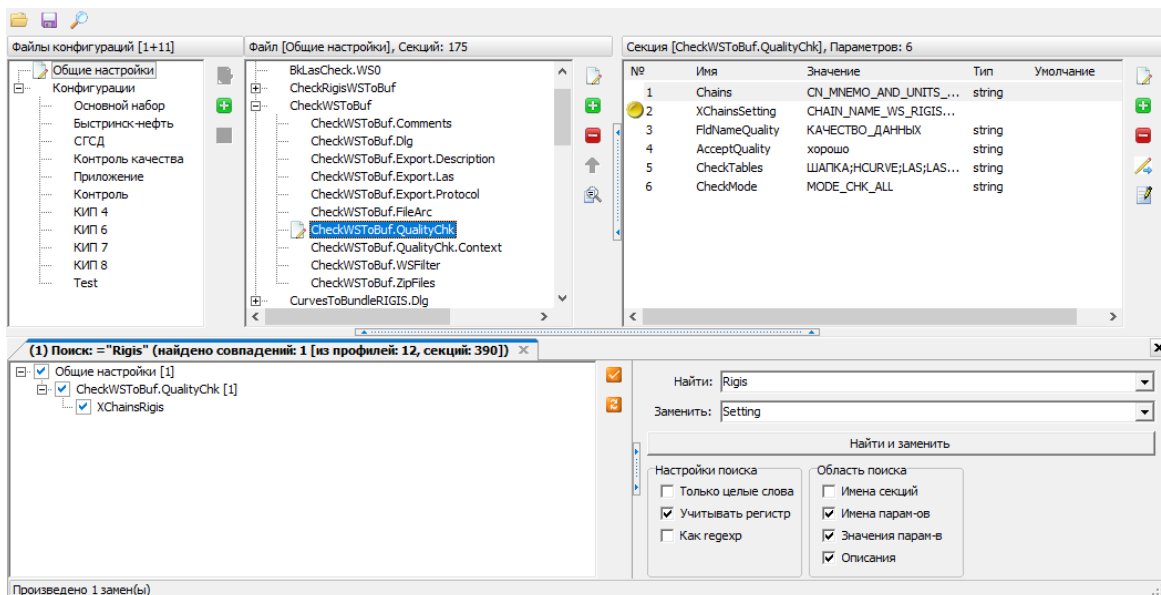 Файлы конфигураций [1+11]
Общие настройки
Конфигурации
Основной набор
Быстринск-нефть
СГСД
Контроль качества
Приложение
Контроль
КИП 4
КИП 6
КИП 7
КИП 8
Test
Файл [Общие настройки], Секций: 175
BkLasCheck.WS0
CheckRigisWSToBuf
CheckWSToBuf
CheckWSToBuf.Comments
CheckWSToBuf.Dlg
CheckWSToBuf.Export.Description
CheckWSToBuf.Export.Las
CheckWSToBuf.Export.Protocol
CheckWSToBuf.FileArc
CheckWSToBuf.QualityChk
CheckWSToBuf.QualityChk.Context
CheckWSToBuf.WSFilter
CheckWSToBuf.ZipFiles
CurvesToBundleRIGIS.Dlg
Секция [CheckWSToBuf.QualityChk], Параметров: 6
№ Имя Значение Тип Умолчание
1 Chains CN_MNEMO_AND_UNITS_... string
2 XChainsSetting CHAIN_NAME_WS_RIGIS...
3 FldNameQuality КАЧЕСТВО_ДАННЫХ string
4 AcceptQuality хорошо string
5 CheckTables ШАПКА;HCURVE;LAS;LAS... string
6 CheckMode MODE_CHK_ALL string
(1) Поиск: ="Rigis" (найдено совпадений: 1 [из профилей: 12, секций: 390])
Общие настройки [1]
CheckWSToBuf.QualityChk [1]
XChainsRigis
Найти: Rigis
Заменить: Setting
Найти и заменить
Настройки поиска
Только целые слова
Учитывать регистр
Как regexp
Область поиска
Имена секций
Имена парам-ов
Значения парам-в
Описания
Произведено 1 замен(ы)